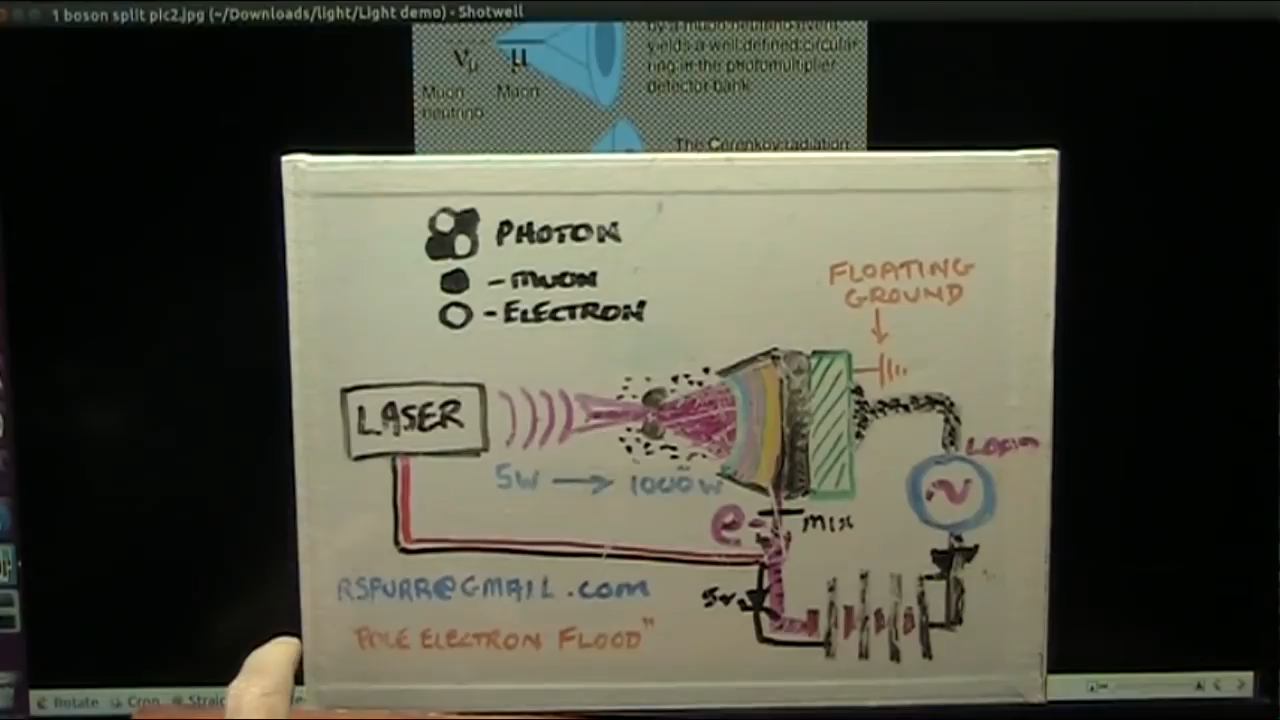 1 boson split pic2.jpg (~/Downloads/light/Light demo) - Shotwell
yields a well defined circular
ring in the photomultiplier
detector bank
νμ μ
Muon Muon
neutrino
The Cerenkov radiation
PHOTON
- MUON
- ELECTRON
FLOATING
GROUND
LASER
5W → 1000W
e-
RSPURR@GMAIL.COM
"POLE ELECTRON FLOOD"
Rotate Crop